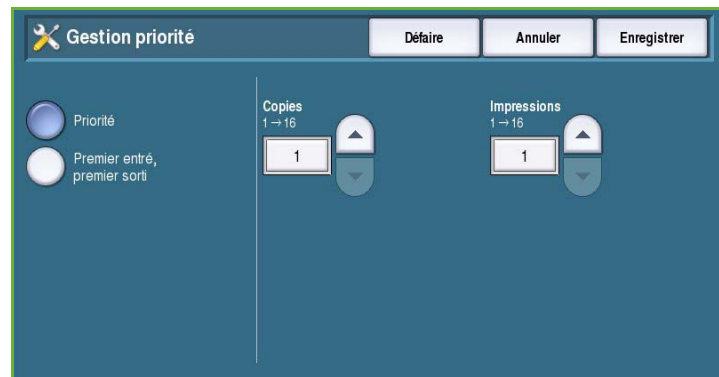 Gestion priorité
Défaire
Annuler
Enregistrer
Priorité
Premier entré,
premier sorti
Copies
1→16
1
Impressions
1→16
1